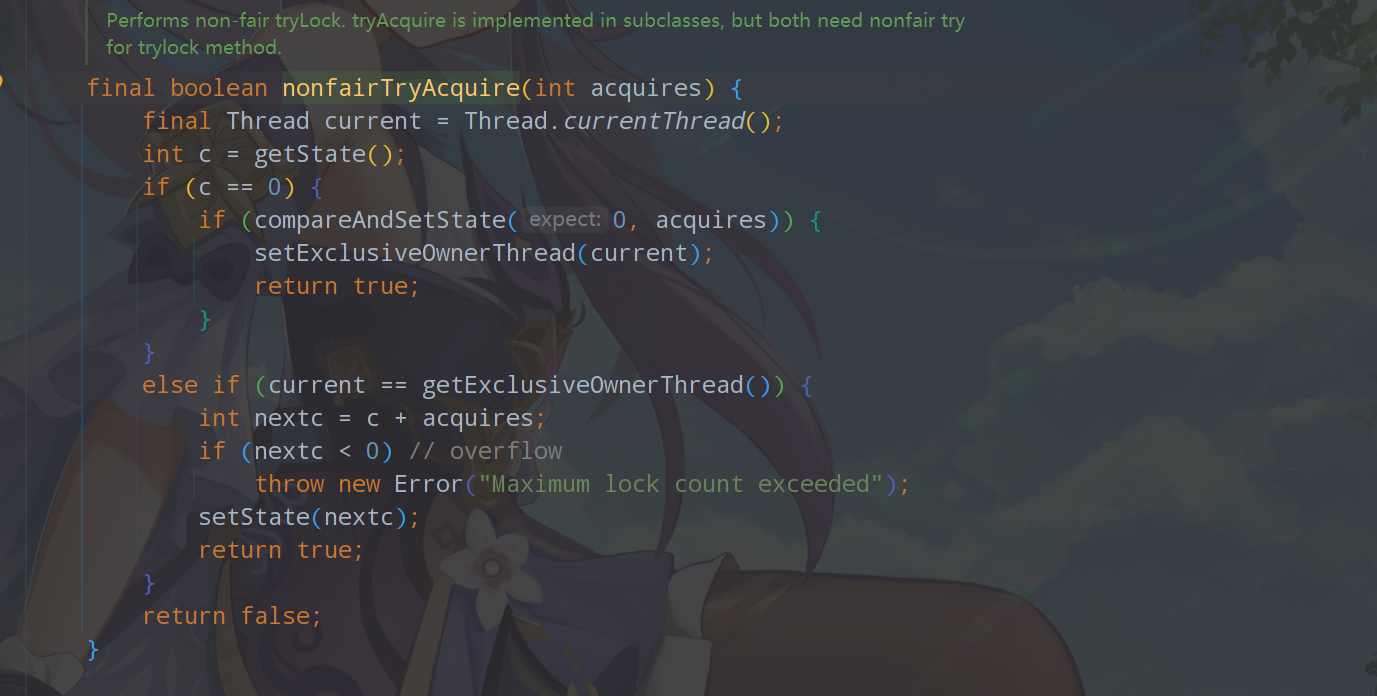 Performs non-fair tryLock. tryAcquire is implemented in subclasses, but both need nonfair try
for trylock method.
final boolean nonfairTryAcquire(int acquires) {
    final Thread current = Thread.currentThread();
    int c = getState();
    if (c == 0) {
        if (compareAndSetState( expect: 0, acquires)) {
            setExclusiveOwnerThread(current);
            return true;
        }
    }
    else if (current == getExclusiveOwnerThread()) {
        int nextc = c + acquires;
        if (nextc < 0) // overflow
            throw new Error("Maximum lock count exceeded");
        setState(nextc);
        return true;
    }
    return false;
}